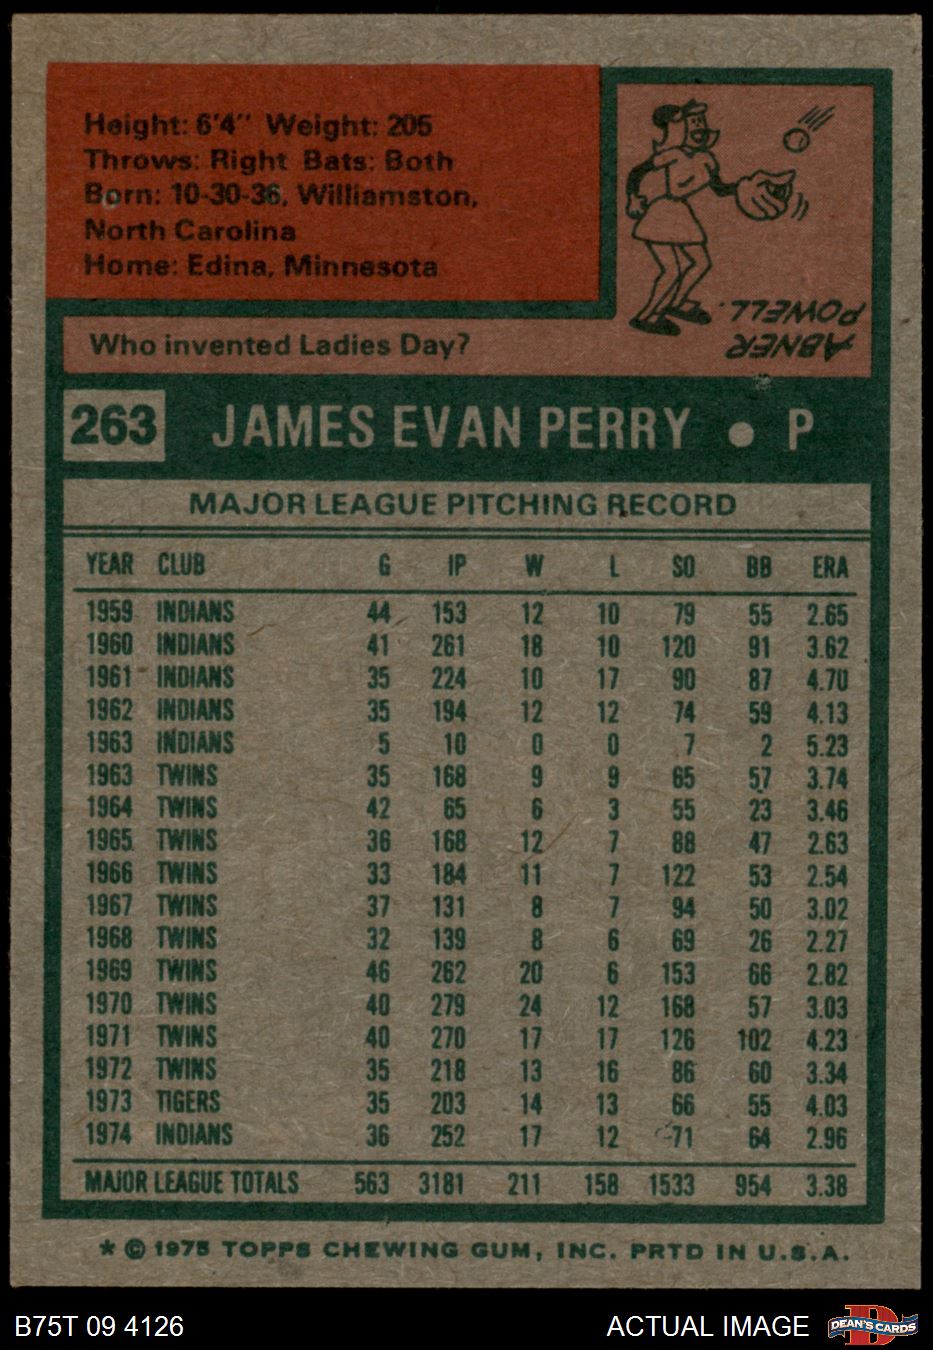 Height: 6'4" Weight: 205
Throws: Right Bats: Both
Born: 10-30-36, Williamston,
North Carolina
Home: Edina, Minnesota
Who invented Ladies Day?
ABNER
POWELL.
263 JAMES EVAN PERRY • P
MAJOR LEAGUE PITCHING RECORD
YEAR CLUB G IP W L SO BB ERA
1959 INDIANS 44 153 12 10 79 55 2.65
1960 INDIANS 41 261 18 10 120 91 3.62
1961 INDIANS 35 224 10 17 90 87 4.70
1962 INDIANS 35 194 12 12 74 59 4.13
1963 INDIANS 5 10 0 0 7 2 5.23
1963 TWINS 35 168 9 9 65 57 3.74
1964 TWINS 42 65 6 3 55 23 3.46
1965 TWINS 36 168 12 7 88 47 2.63
1966 TWINS 33 184 11 7 122 53 2.54
1967 TWINS 37 131 8 7 94 50 3.02
1968 TWINS 32 139 8 6 69 26 2.27
1969 TWINS 46 262 20 6 153 66 2.82
1970 TWINS 40 279 24 12 168 57 3.03
1971 TWINS 40 270 17 17 126 102 4.23
1972 TWINS 35 218 13 16 86 60 3.34
1973 TIGERS 35 203 14 13 66 55 4.03
1974 INDIANS 36 252 17 12 71 64 2.96
MAJOR LEAGUE TOTALS 563 3181 211 158 1533 954 3.38
* © 1975 TOPPS CHEWING GUM, INC. PRTD IN U.S.A.
B75T 09 4126 ACTUAL IMAGE DEAN'S CARDS